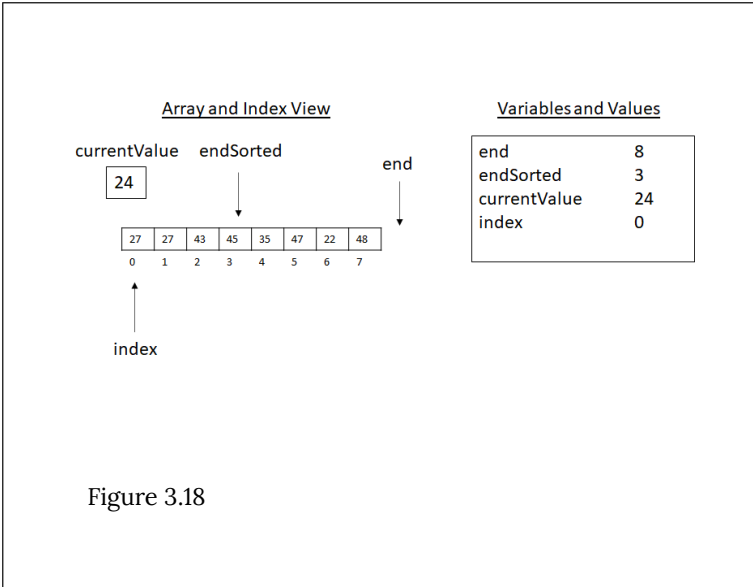 Array and Index View
Variables and Values
currentValue endSorted
end
24
27 27 43 45 35 47 22 48
0 1 2 3 4 5 6 7
index
end 8
endSorted 3
currentValue 24
index 0
Figure 3.18